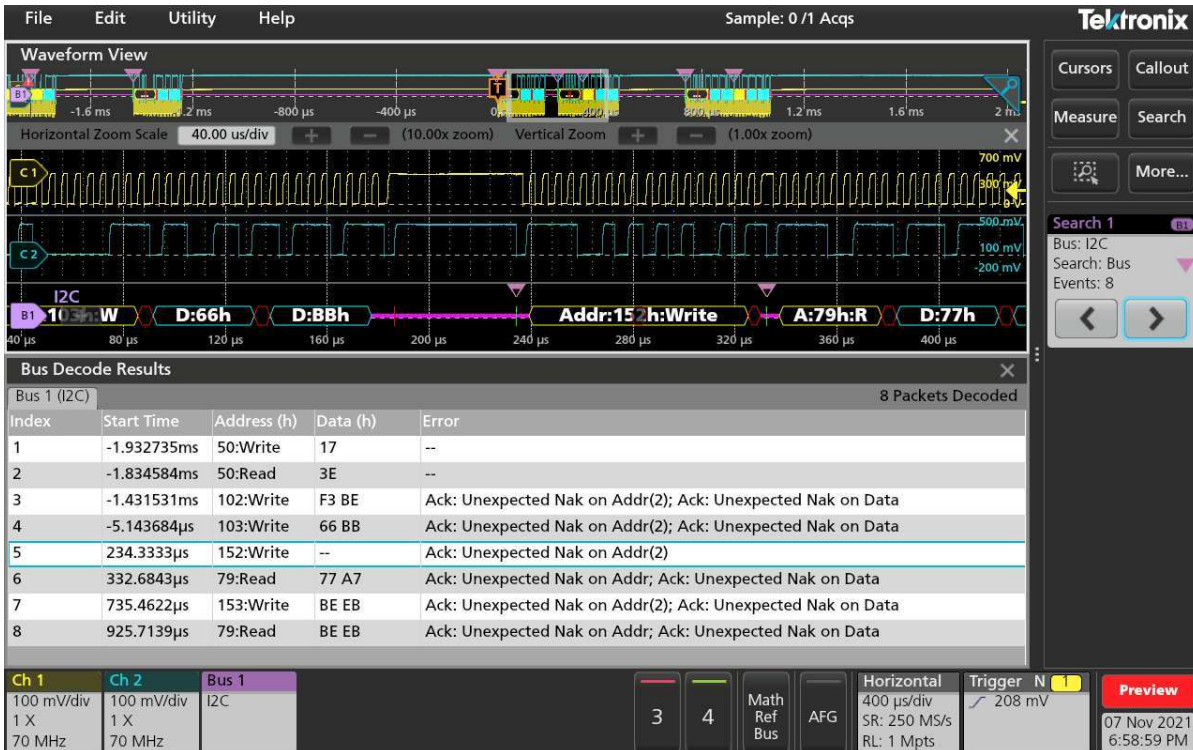 File Edit Utility Help Sample: 0 /1 Acqs Tektronix
Waveform View
B1
T
-1.6 ms -800 µs -400 µs 1.2 ms 1.6 ms
Horizontal Zoom Scale 40.00 us/div + − (10.00x zoom) Vertical Zoom + − (1.00x zoom)
C 1
700 mV
300 mV
0 V
C 2
500 mV
100 mV
-200 mV
I2C
B1 103h:W D:66h D:BBh Addr:152h:Write A:79h:R D:77h
40 µs 80 µs 120 µs 160 µs 200 µs 240 µs 280 µs 320 µs 360 µs 400 µs
Bus Decode Results
Bus 1 (I2C) 8 Packets Decoded
Index Start Time Address (h) Data (h) Error
1 -1.932735ms 50:Write 17 --
2 -1.834584ms 50:Read 3E --
3 -1.431531ms 102:Write F3 BE Ack: Unexpected Nak on Addr(2); Ack: Unexpected Nak on Data
4 -5.143684µs 103:Write 66 BB Ack: Unexpected Nak on Addr(2); Ack: Unexpected Nak on Data
5 234.3333µs 152:Write -- Ack: Unexpected Nak on Addr(2)
6 332.6843µs 79:Read 77 A7 Ack: Unexpected Nak on Addr; Ack: Unexpected Nak on Data
7 735.4622µs 153:Write BE EB Ack: Unexpected Nak on Addr(2); Ack: Unexpected Nak on Data
8 925.7139µs 79:Read BE EB Ack: Unexpected Nak on Addr; Ack: Unexpected Nak on Data
Cursors Callout
Measure Search
More...
Search 1 B1
Bus: I2C
Search: Bus
Events: 8
Ch 1
100 mV/div
1 X
70 MHz
Ch 2
100 mV/div
1 X
70 MHz
Bus 1
I2C
3
4
Math
Ref
Bus
AFG
Horizontal
400 µs/div
SR: 250 MS/s
RL: 1 Mpts
Trigger N 1
208 mV
Preview
07 Nov 2021
6:58:59 PM